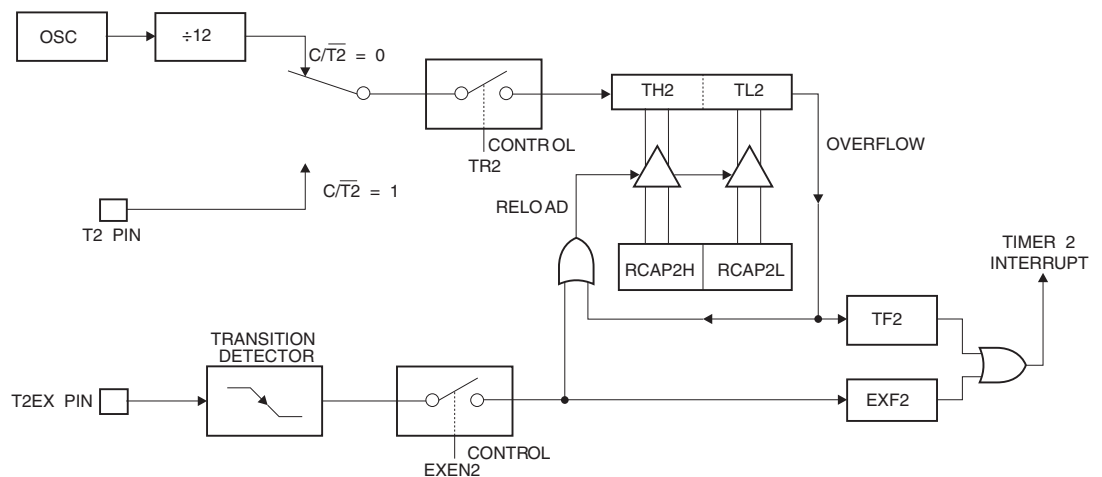 OSC
÷12
C/T2 = 0
TH2
TL2
CONTROL
TR2
OVERFLOW
C/T2 = 1
T2 PIN
RELOAD
RCAP2H
RCAP2L
TIMER 2
INTERRUPT
TF2
TRANSITION
DETECTOR
T2EX PIN
EXF2
CONTROL
EXEN2